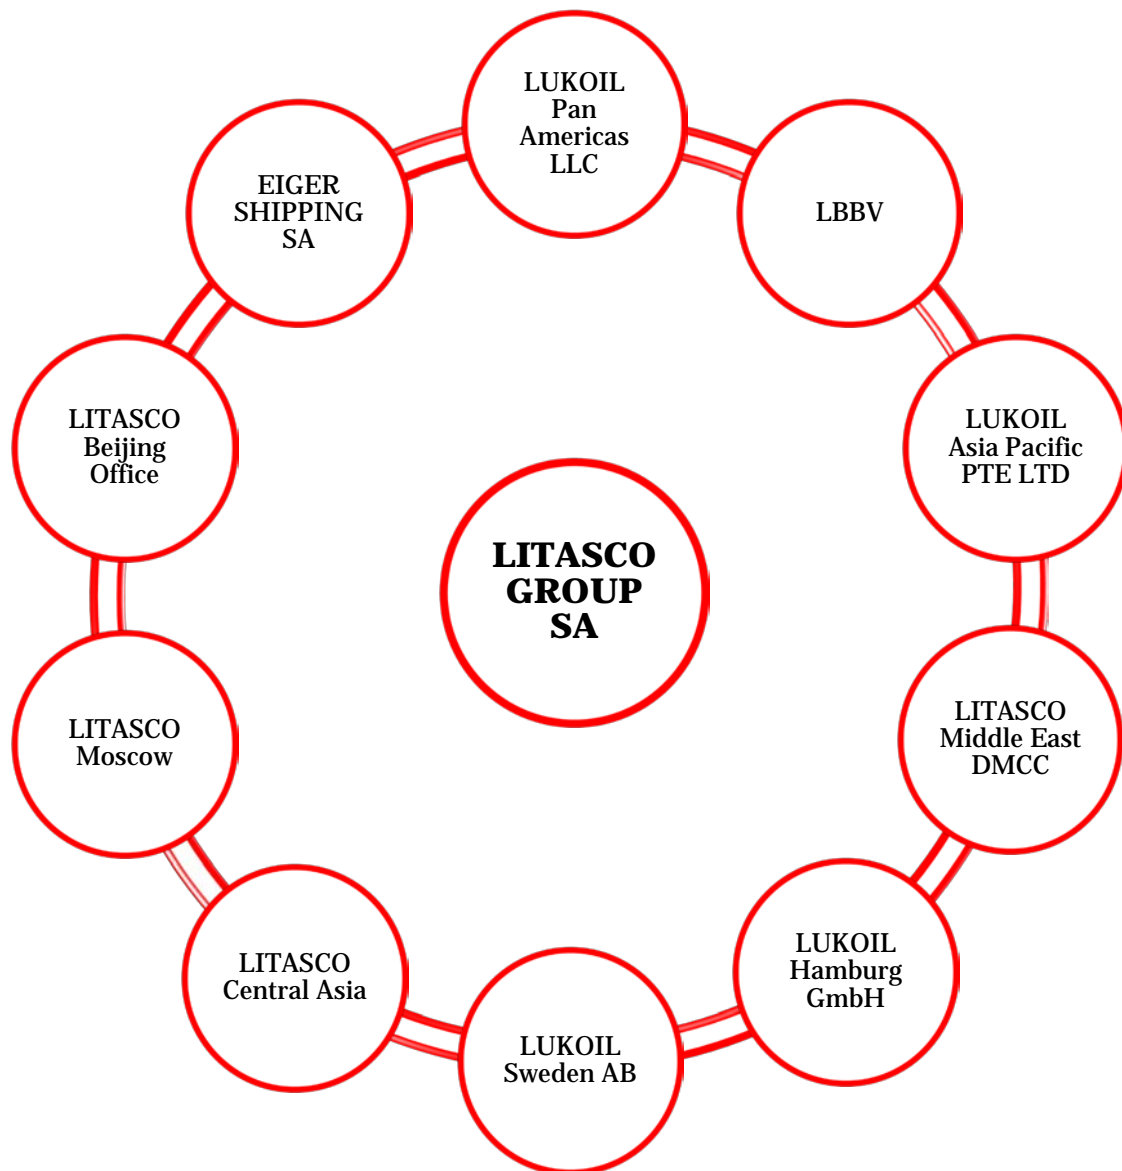 LUKOIL
Pan
Americas
LLC
EIGER
SHIPPING
SA
LBBV
LITASCO
Beijing
Office
LUKOIL
Asia Pacific
PTE LTD
LITASCO
GROUP
SA
LITASCO
Moscow
LITASCO
Middle East
DMCC
LITASCO
Central Asia
LUKOIL
Hamburg
GmbH
LUKOIL
Sweden AB